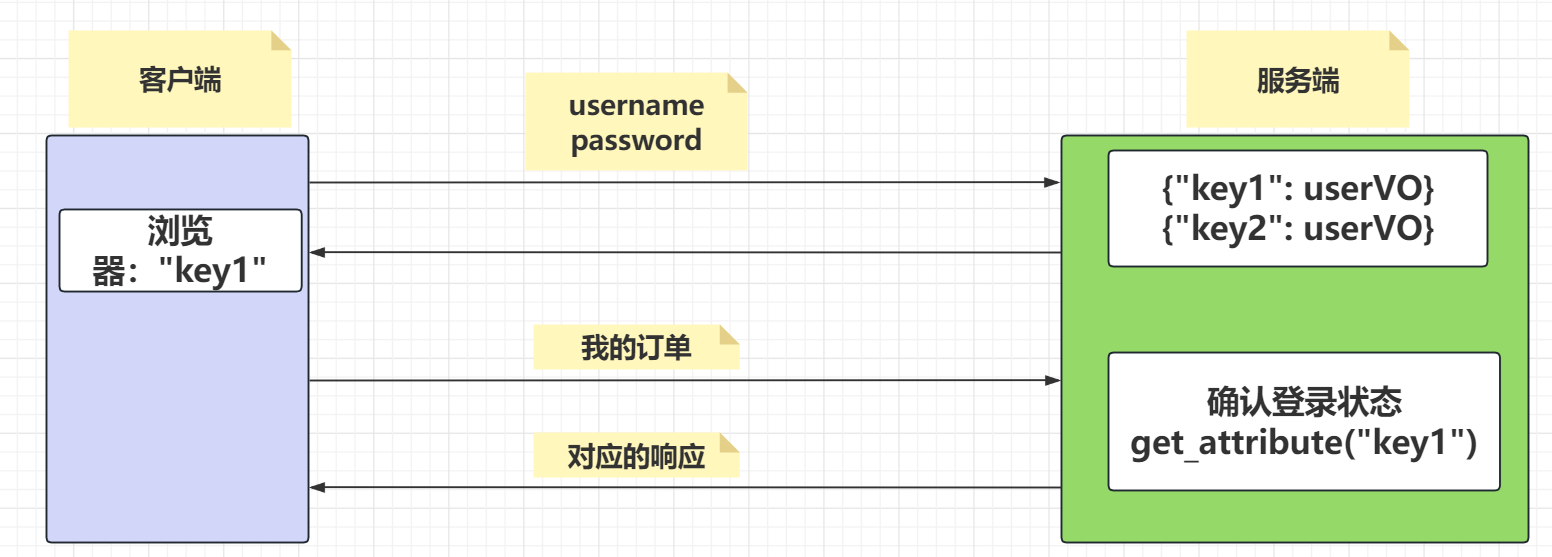 客户端
服务端
username
password
{"key1": userVO}
{"key2": userVO}
浏览
器："key1"
我的订单
确认登录状态
get_attribute("key1")
对应的响应